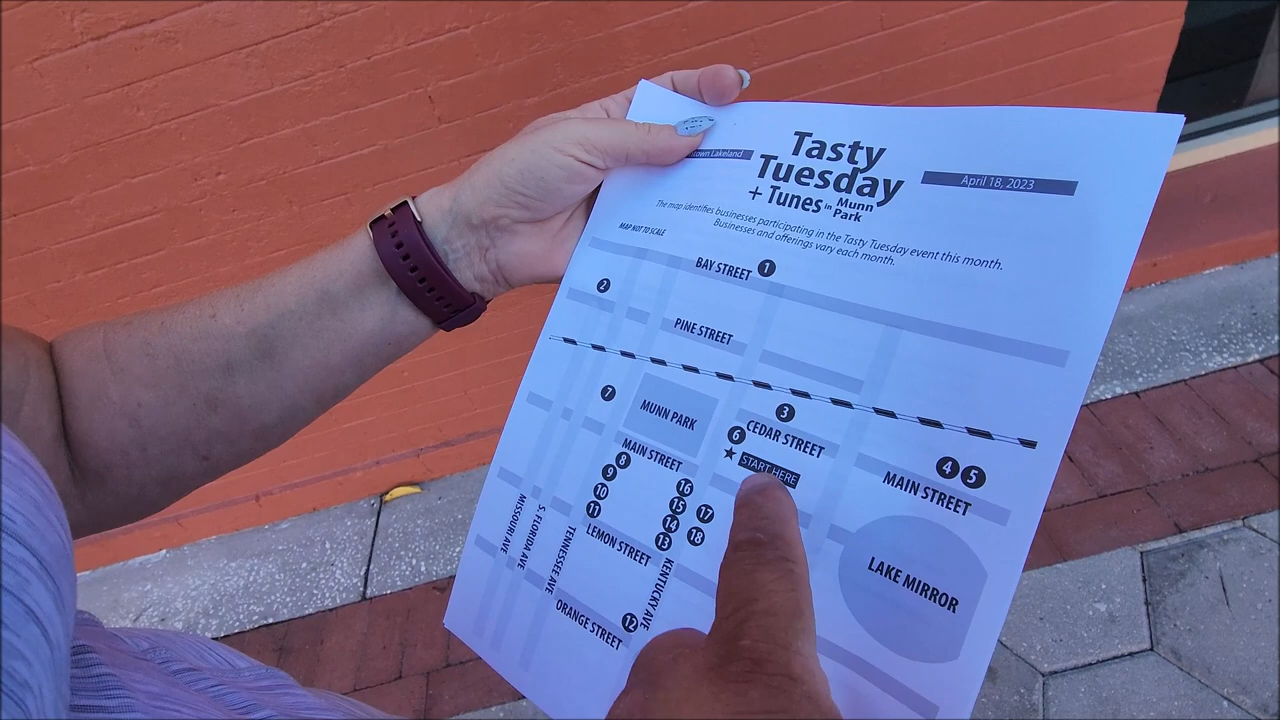 town Lakeland
Tasty
Tuesday
+ Tunes in Munn Park
April 18, 2023
The map identifies businesses participating in the Tasty Tuesday event this month.
Businesses and offerings vary each month.
MAP NOT TO SCALE
BAY STREET 1
2
PINE STREET
7
MUNN PARK
3
CEDAR STREET
6
★ START HERE
4 5
MAIN STREET
MAIN STREET
8
9
10
11
16
15
14
13
17
18
LEMON STREET
LAKE MIRROR
MISSOURI AVE
S. FLORIDA AVE
TENNESSEE AVE
KENTUCKY AVE
ORANGE STREET
12